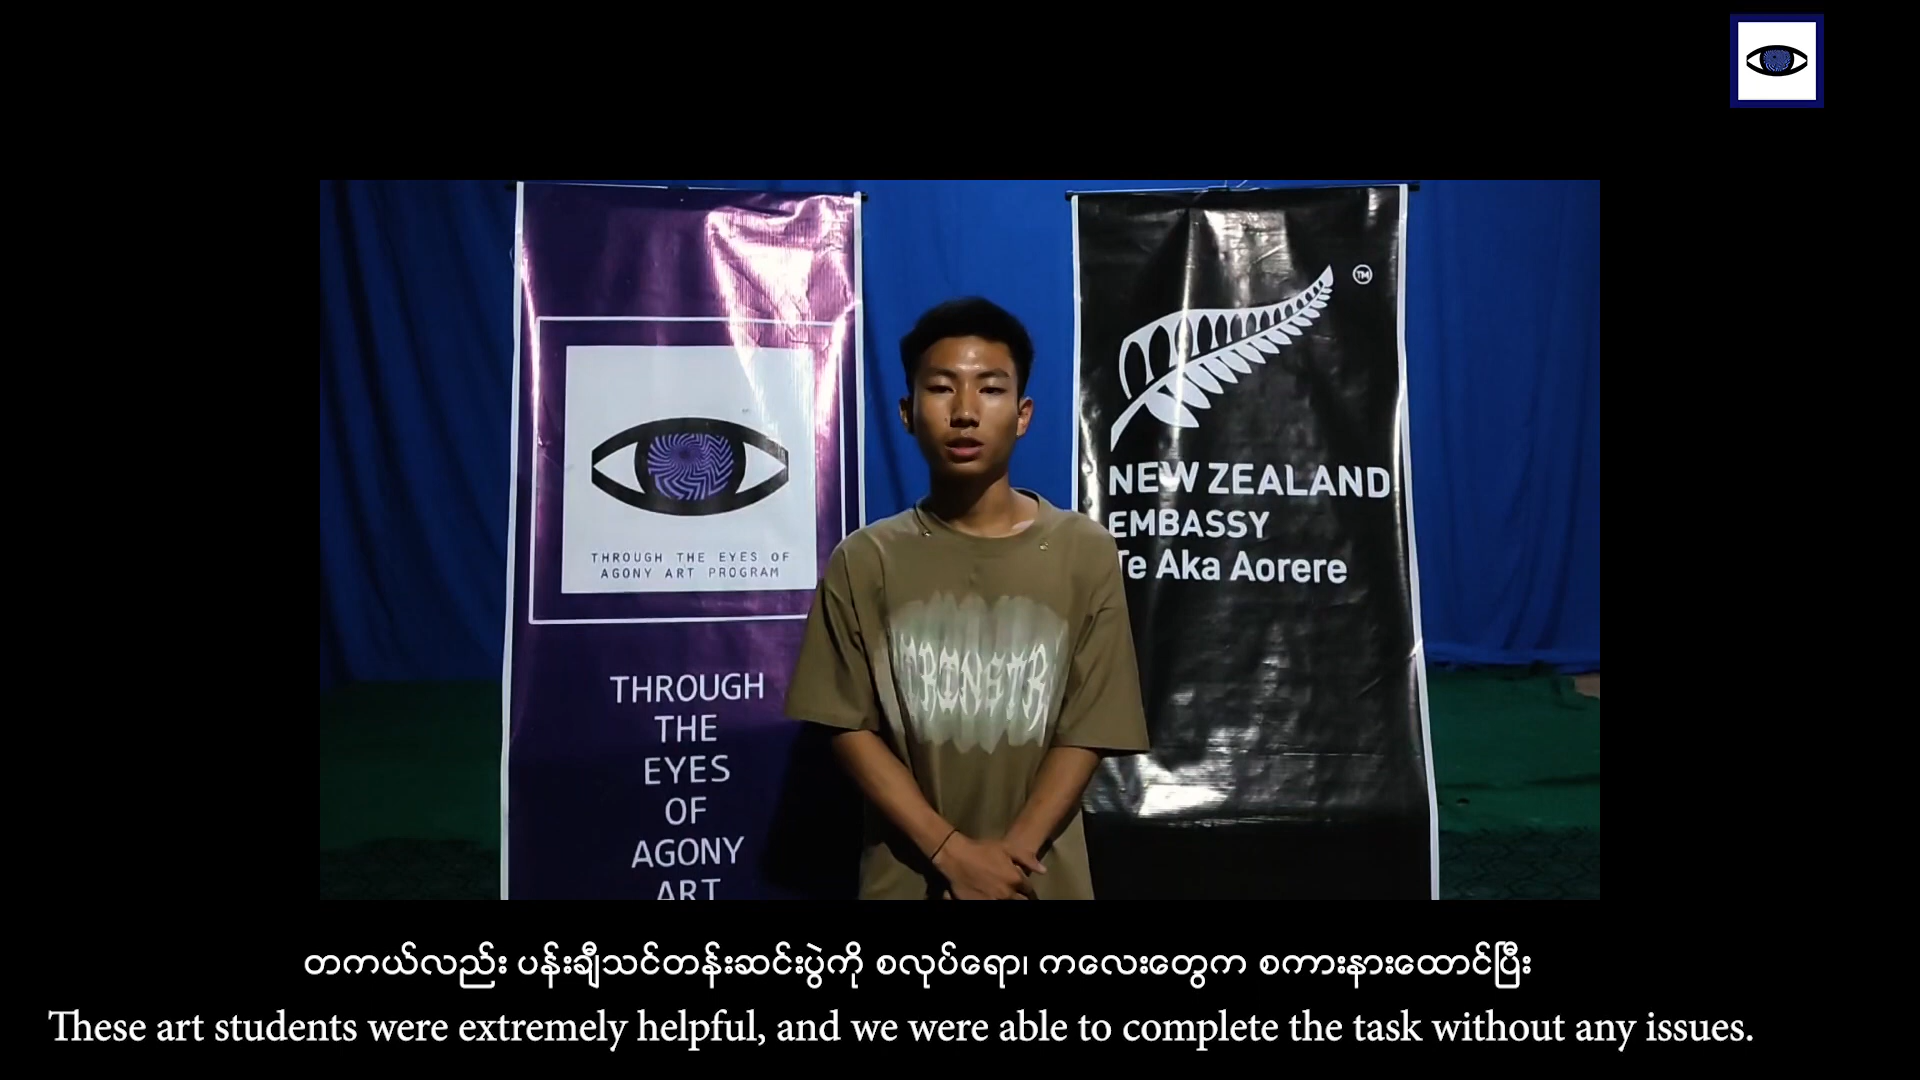 THROUGH THE EYES OF
AGONY ART PROGRAM
THROUGH
THE
EYES
OF
AGONY
ART
TM
NEW ZEALAND
EMBASSY
Te Aka Aorere
တကယ်လည်း ပန်းချီသင်တန်းဆင်းပွဲကို စလုပ်ရော၊ ကလေးတွေက စကားနားထောင်ပြီး
These art students were extremely helpful, and we were able to complete the task without any issues.